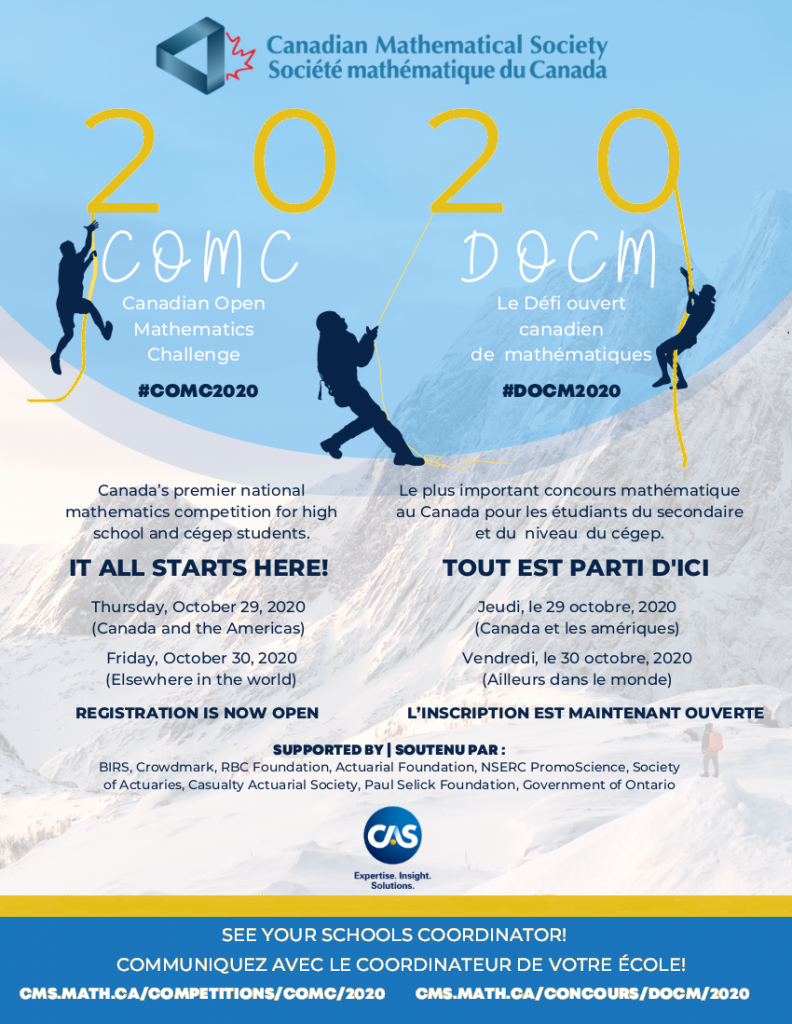 Canadian Mathematical Society
Société mathématique du Canada
2020
COMC
Canadian Open
Mathematics
Challenge
#COMC2020
DOCM
Le Défi ouvert
canadien
de mathématiques
#DOCM2020
Canada's premier national
mathematics competition for high
school and cégep students.
IT ALL STARTS HERE!
Thursday, October 29, 2020
(Canada and the Americas)
Friday, October 30, 2020
(Elsewhere in the world)
REGISTRATION IS NOW OPEN
Le plus important concours mathématique
au Canada pour les étudiants du secondaire
et du niveau du cégep.
TOUT EST PARTI D'ICI
Jeudi, le 29 octobre, 2020
(Canada et les amériques)
Vendredi, le 30 octobre, 2020
(Ailleurs dans le monde)
L'INSCRIPTION EST MAINTENANT OUVERTE
SUPPORTED BY | SOUTENU PAR :
BIRS, Crowdmark, RBC Foundation, Actuarial Foundation, NSERC PromoScience, Society
of Actuaries, Casualty Actuarial Society, Paul Selick Foundation, Government of Ontario
CAS
Expertise. Insight.
Solutions.
SEE YOUR SCHOOLS COORDINATOR!
COMMUNIQUEZ AVEC LE COORDINATEUR DE VOTRE ÉCOLE!
CMS.MATH.CA/COMPETITIONS/COMC/2020
CMS.MATH.CA/CONCOURS/DOCM/2020